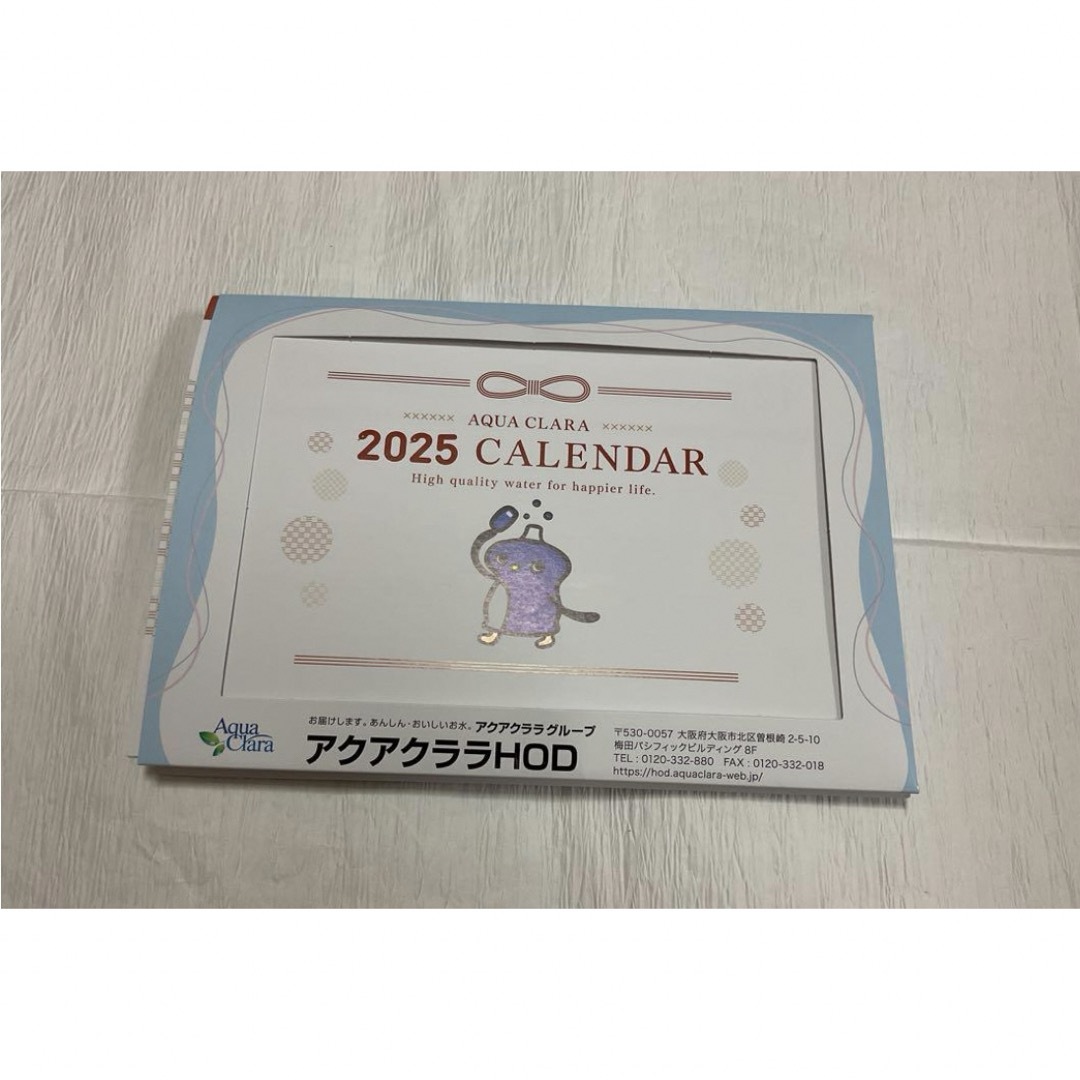 AQUA CLARA
2025 CALENDAR
High quality water for happier life.
Aqua
Clara
お届けします。あんしん・おいしいお水。アクアクララグループ
アクアクララHOD
〒530-0057 大阪府大阪市北区曽根崎 2-5-10
梅田パシフィックビルディング 8F
TEL : 0120-332-880 FAX : 0120-332-018
https://hod.aquaclara-web.jp/